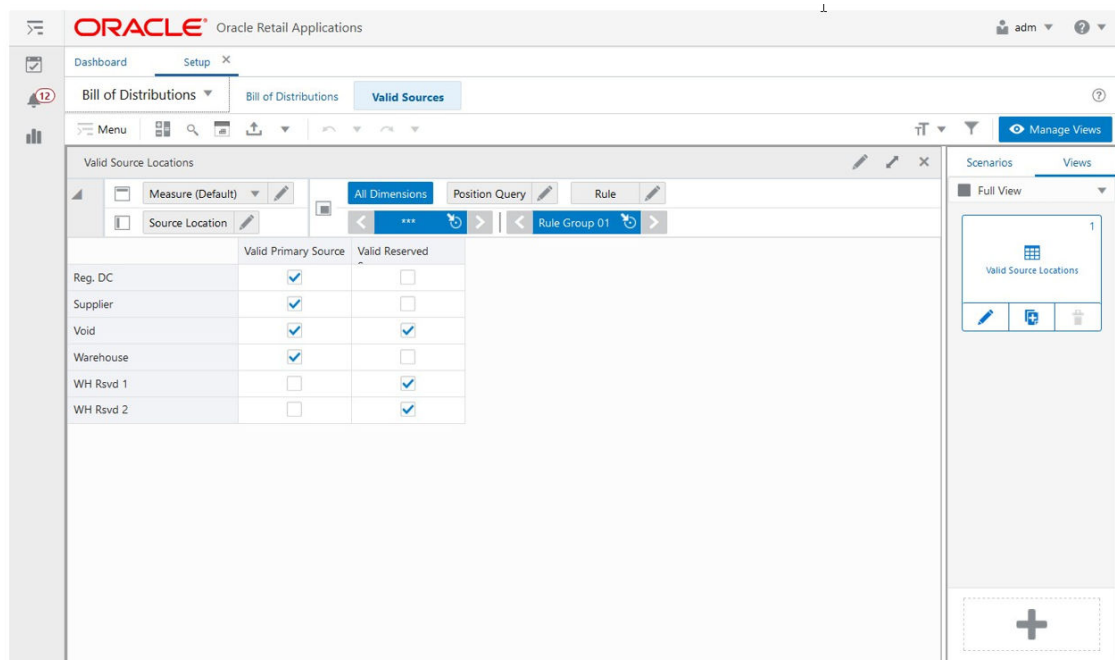 ORACLE® Oracle Retail Applications adm ?
Dashboard Setup
12
Bill of Distributions Bill of Distributions Valid Sources ?
Menu Manage Views
Valid Source Locations
Scenarios Views
Measure (Default) All Dimensions Position Query Rule
Full View
Source Location *** Rule Group 01
1
Valid Primary Source Valid Reserved
Valid Source Locations
Reg. DC
Supplier
Void
Warehouse
WH Rsvd 1
WH Rsvd 2